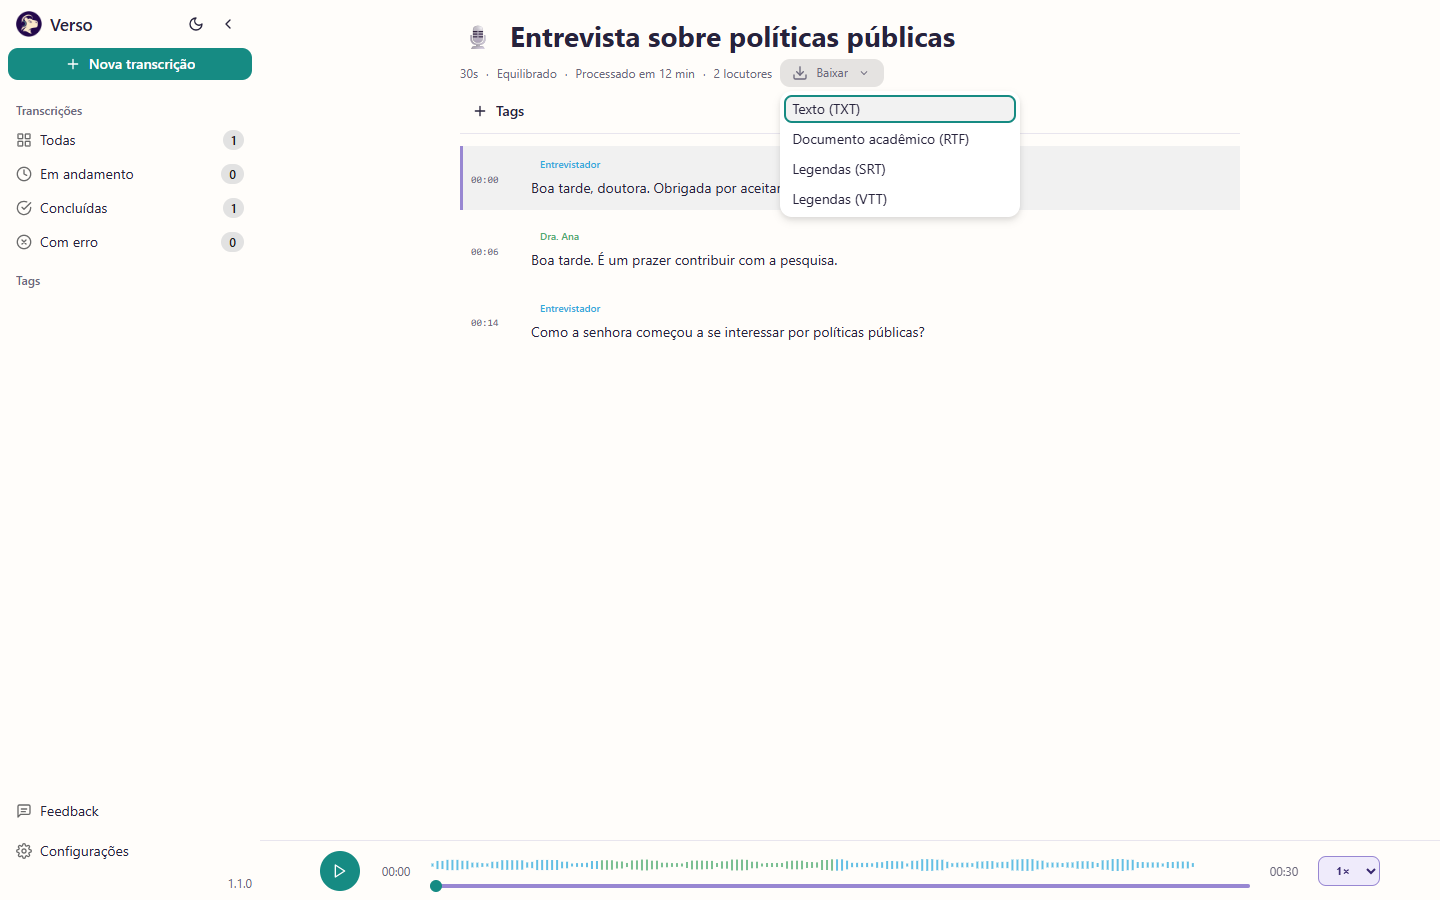 Verso
Nova transcrição
Transcrições
Todas 1
Em andamento 0
Concluídas 1
Com erro 0
Tags
Feedback
Configurações
1.1.0
Entrevista sobre políticas públicas
30s · Equilibrado · Processado em 12 min · 2 locutores Baixar
Tags
Texto (TXT)
Documento acadêmico (RTF)
Legendas (SRT)
Legendas (VTT)
Entrevistador
00:00
Boa tarde, doutora. Obrigada por aceitar
Dra. Ana
00:06
Boa tarde. É um prazer contribuir com a pesquisa.
Entrevistador
00:14
Como a senhora começou a se interessar por políticas públicas?
00:00
00:30
1×